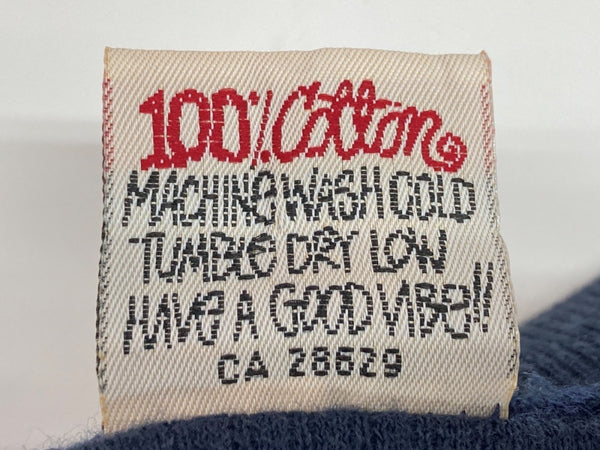 100% Cotton
MACHINE WASH COLD
TUMBLE DRY LOW
HAVE A GOOD VIBE!!
CA 28629